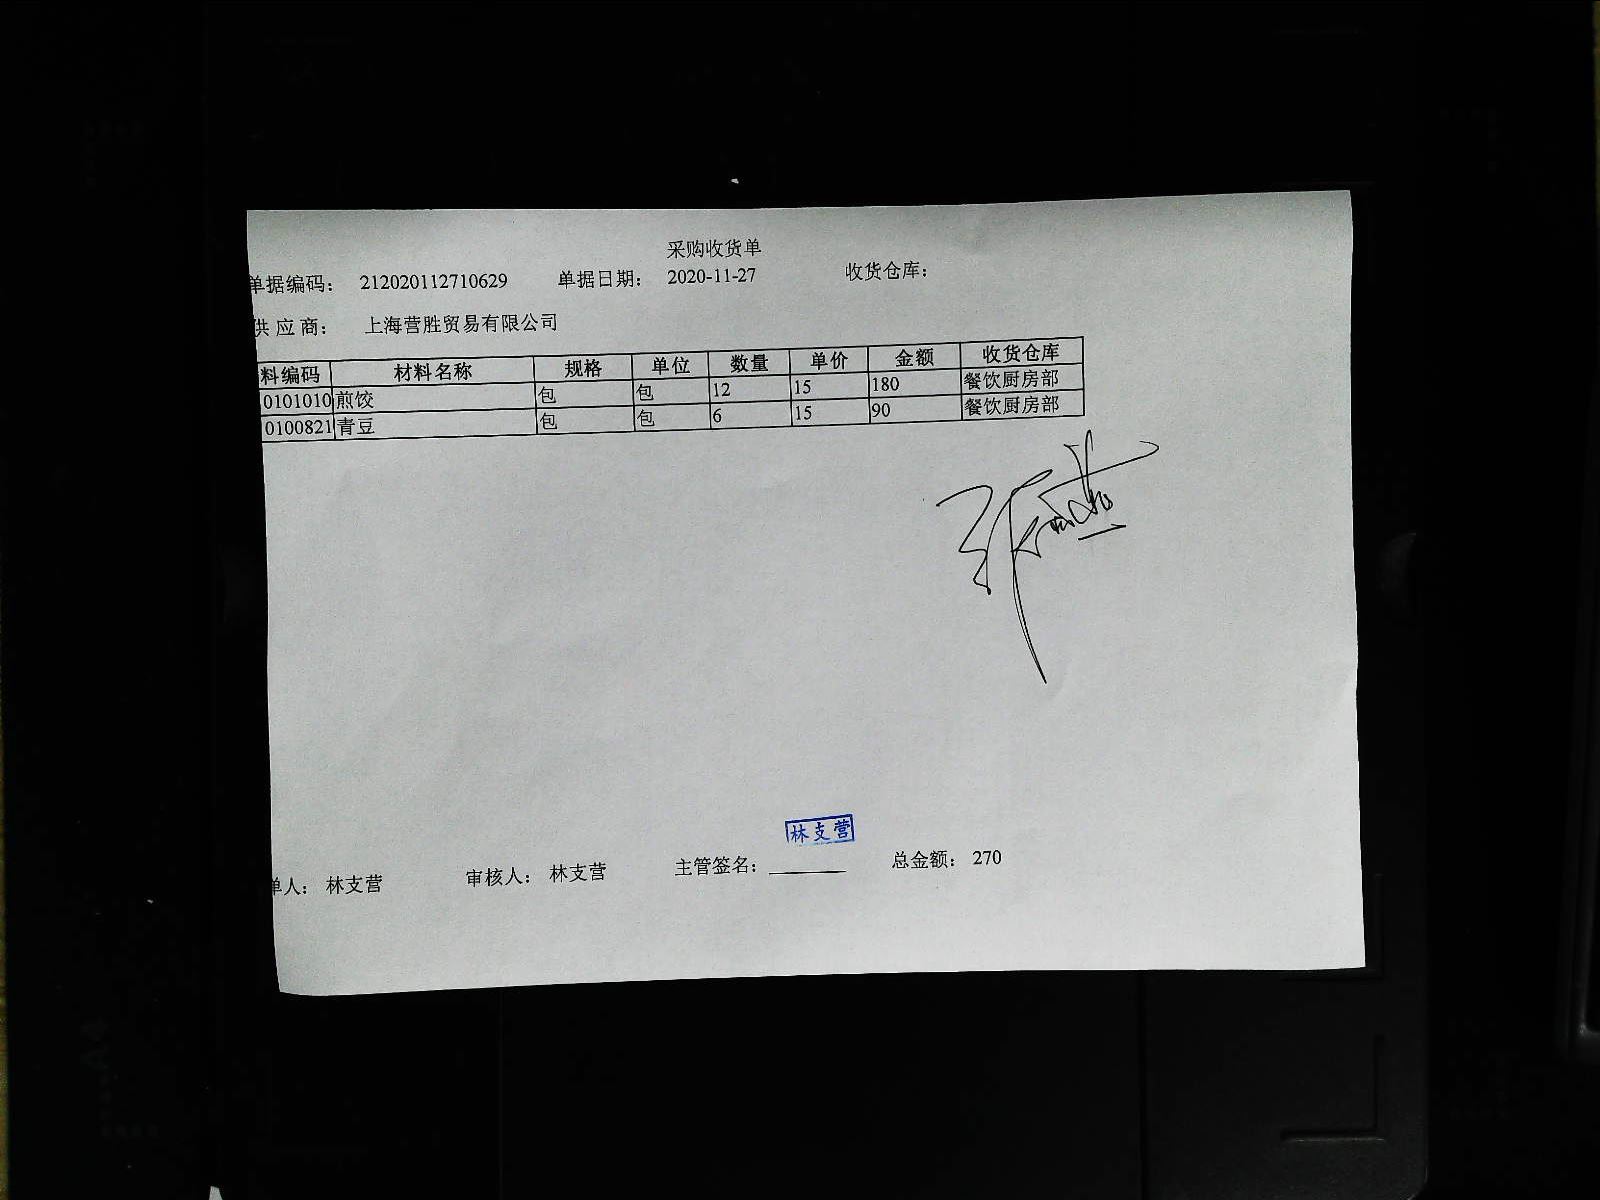 采购收货单
单据编码： 212020112710629 单据日期： 2020-11-27 收货仓库：
供应商： 上海营胜贸易有限公司
料编码 材料名称 规格 单位 数量 单价 金额 收货仓库
0101010 煎饺 包 包 12 15 180 餐饮厨房部
0100821 青豆 包 包 6 15 90 餐饮厨房部
林支营
单人： 林支营 审核人： 林支营 主管签名： 总金额： 270